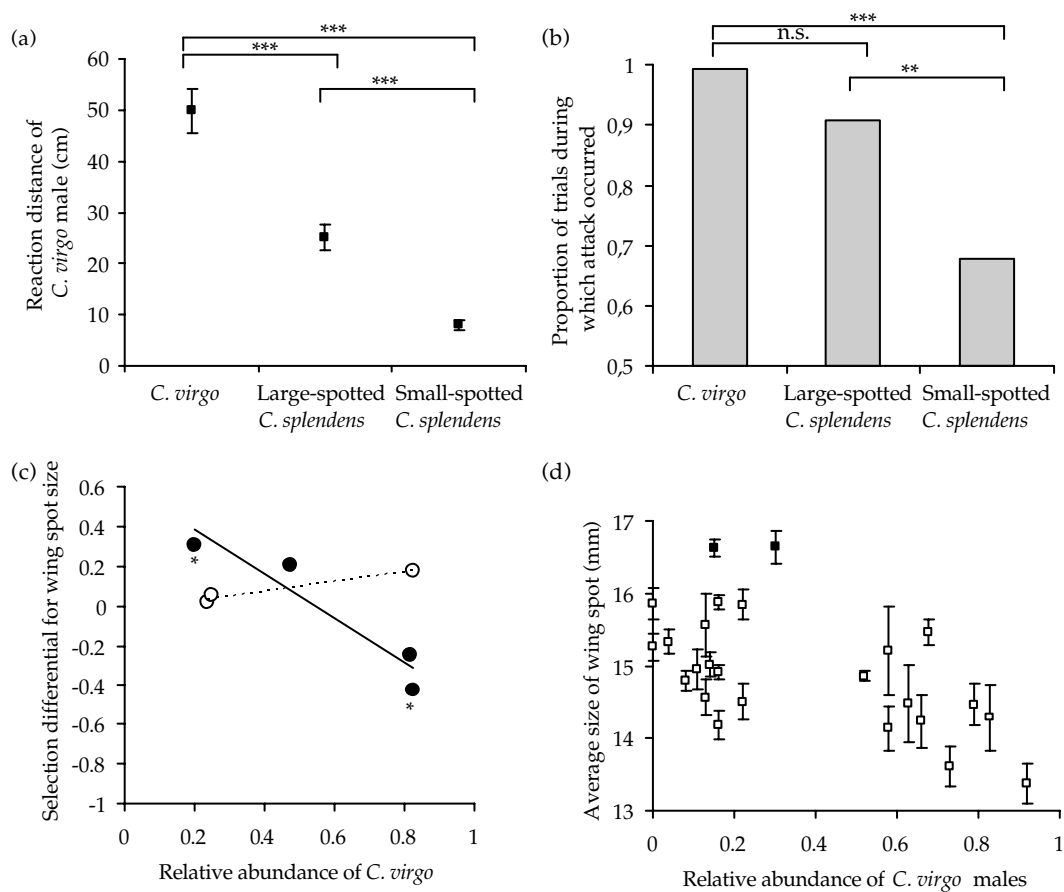 (a)
***
***
***
60
50
40
30
20
10
0
Reaction distance of
C. virgo male (cm)
C. virgo
Large-spotted
C. splendens
Small-spotted
C. splendens
(b)
***
n.s.
**
1
0,9
0,8
0,7
0,6
0,5
Proportion of trials during
which attack occurred
C. virgo
Large-spotted
C. splendens
Small-spotted
C. splendens
(c)
0.6
0.4
0.2
0
-0.2
-0.4
-0.6
-0.8
-1
Selection differential for wing spot size
*
*
0 0.2 0.4 0.6 0.8 1
Relative abundance of C. virgo
(d)
17
16
15
14
13
Average size of wing spot (mm)
0 0.2 0.4 0.6 0.8 1
Relative abundance of C. virgo males